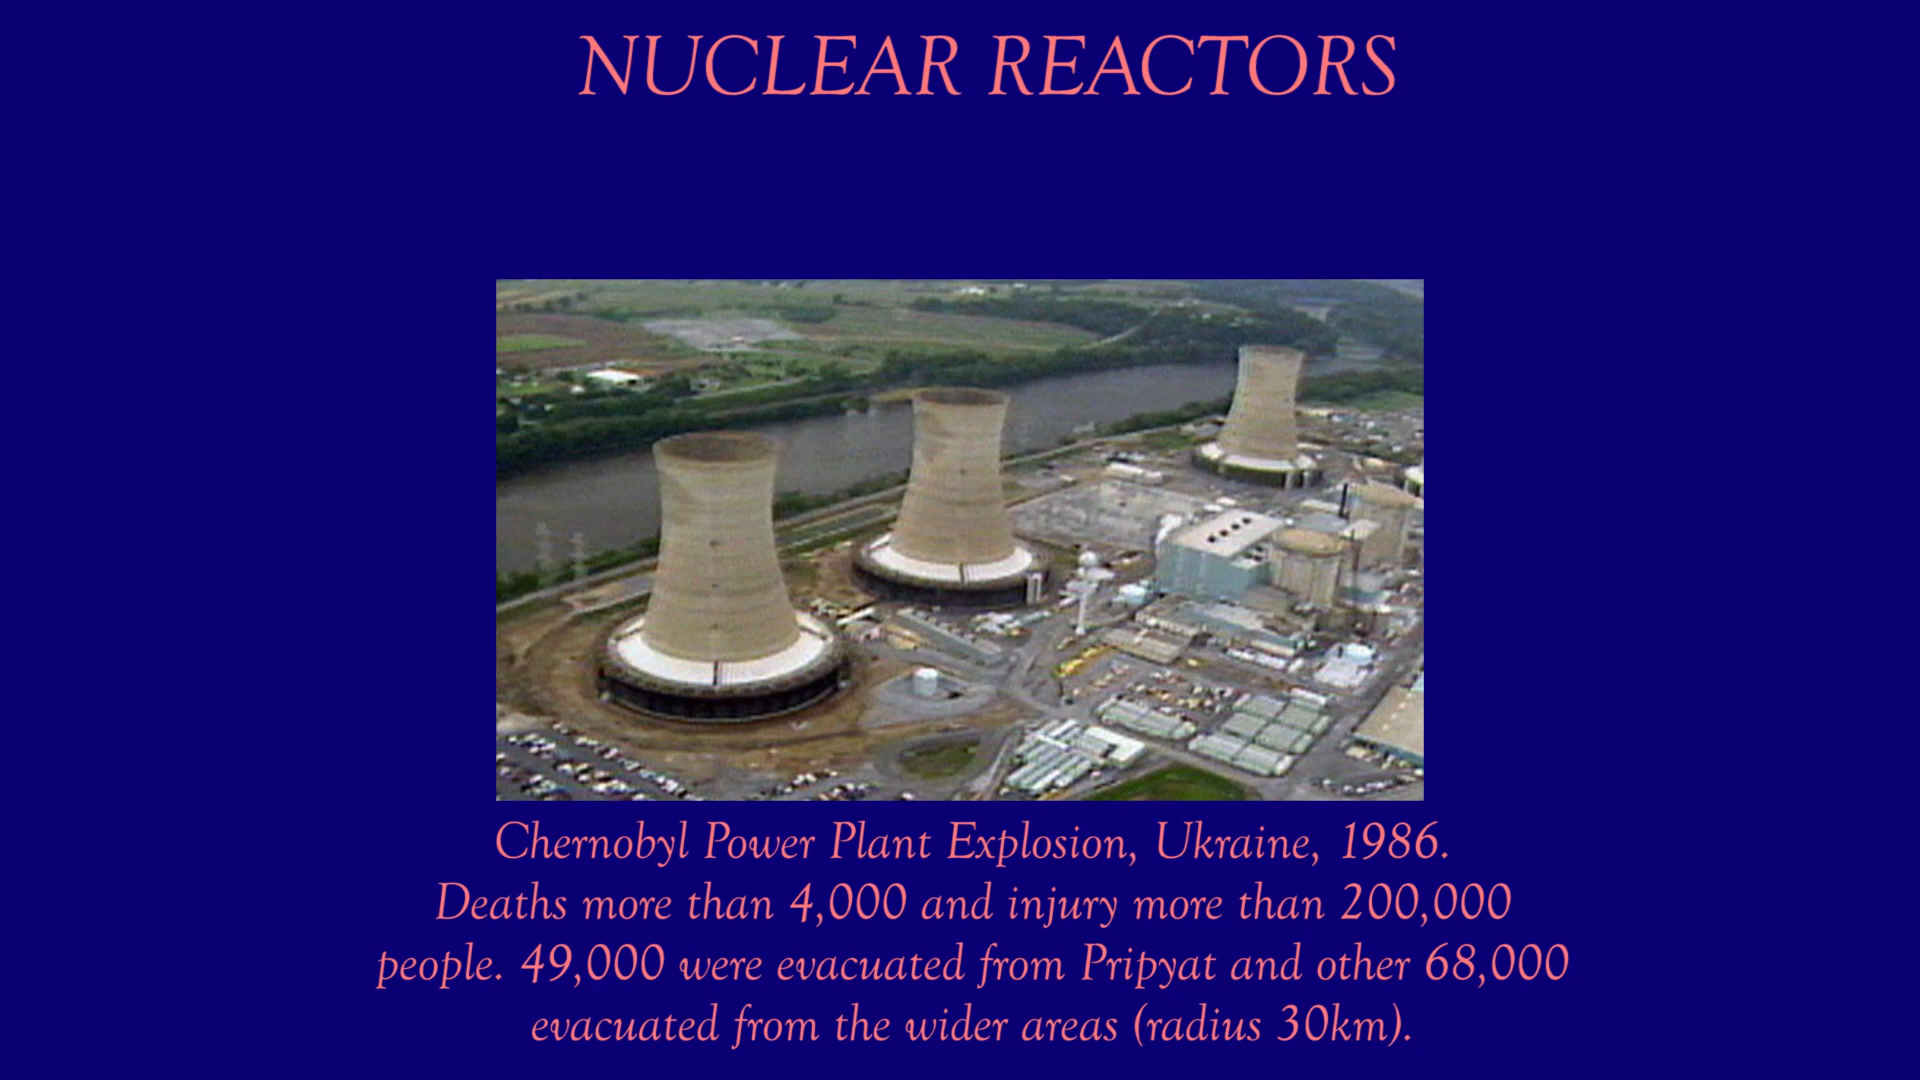 NUCLEAR REACTORS
Chernobyl Power Plant Explosion, Ukraine, 1986.
Deaths more than 4,000 and injury more than 200,000
people. 49,000 were evacuated from Pripyat and other 68,000
evacuated from the wider areas (radius 30km).